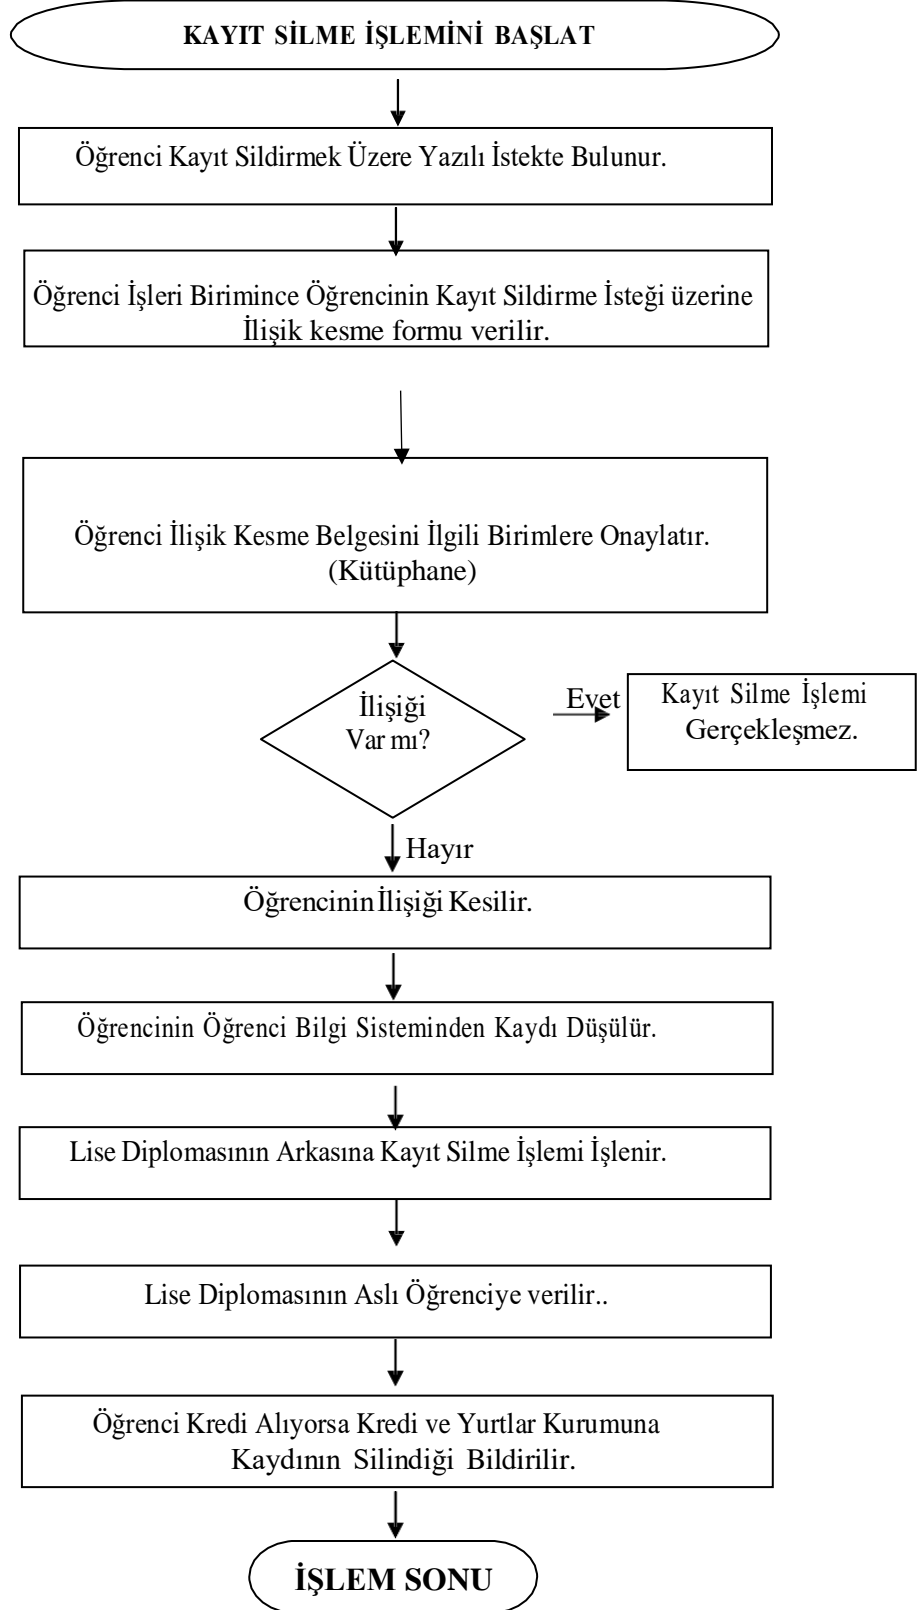 KAYIT SİLME İŞLEMİNİ BAŞLAT
Öğrenci Kayıt Sildirmek Üzere Yazılı İstekte Bulunur.
Öğrenci İşleri Birimince Öğrencinin Kayıt Sildirme İsteği üzerine
İlişik kesme formu verilir.
Öğrenci İlişik Kesme Belgesini İlgili Birimlere Onaylatır.
(Kütüphane)
İlişiği
Var mı?
Evet
Kayıt Silme İşlemi
Gerçekleşmez.
Hayır
Öğrencinin İlişiği Kesilir.
Öğrencinin Öğrenci Bilgi Sisteminden Kaydı Düşülür.
Lise Diplomasının Arkasına Kayıt Silme İşlemi İşlenir.
Lise Diplomasının Aslı Öğrenciye verilir..
Öğrenci Kredi Alıyorsa Kredi ve Yurtlar Kurumuna
Kaydının Silindiği Bildirilir.
İŞLEM SONU